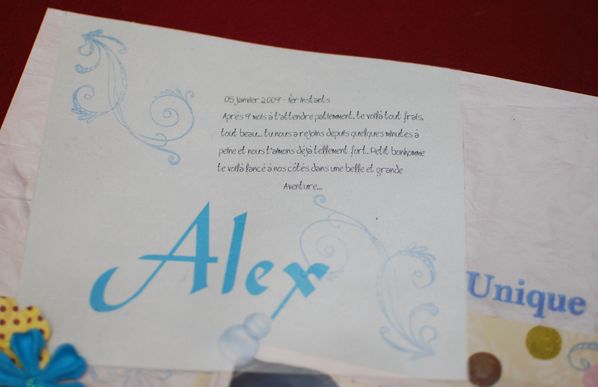 05 Janvier 2009 - 1er Instants
Après 9 mois à t'attendre patiemment, te voilà tout frais,
tout beau... tu nous a rejoins depuis quelques minutes à
peine et nous t'aimons déjà tellement fort. Petit bonhomme
te voilà lancé à nos côtés dans une belle et grande
Aventure...
Alex
Unique